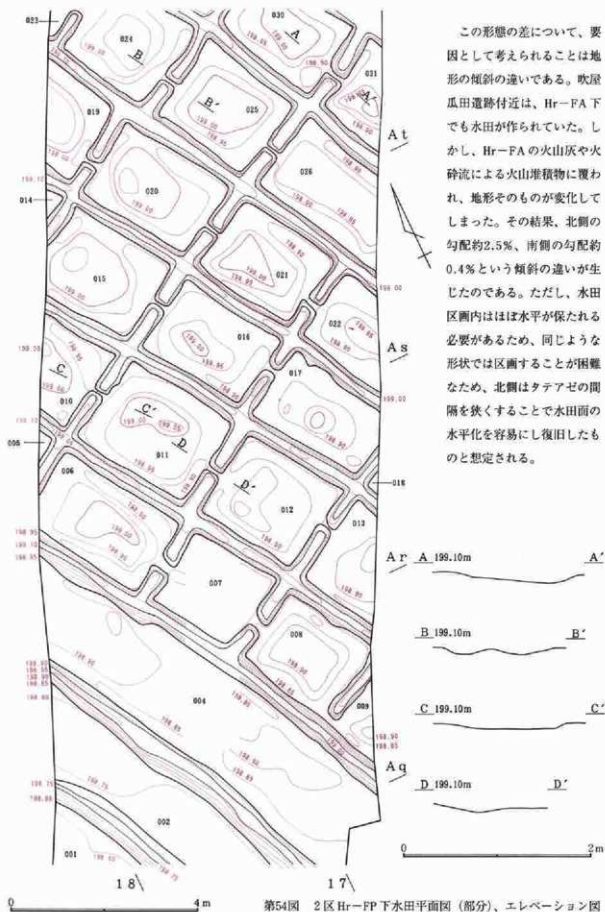 この形態の差について、要
因として考えられることは地
形の傾斜の違いである。吹屋
瓜田遺跡付近は、Hr－FA下
でも水田が作られていた。し
かし、Hr－FAの火山灰や火
砕流による火山堆積物に覆わ
れ、地形そのものが変化して
しまった。その結果、北側の
勾配約2.5%、南側の勾配約
0.4%という傾斜の違いが生
じたのである。ただし、水田
区画内はほぼ水平が保たれる
必要があるため、同じような
形状では区画することが困難
なため、北側はタテアゼの間
隔を狭くすることで水田面の
水平化を容易にし復旧したも
のと想定される。
023
024
030
031
A
A'
B
B'
025
019
At
026
020
014
021
015
022
As
016
017
C
010
C'
D
011
005
006
D'
012
018
013
Ar
007
008
009
004
Aq
002
001
18
17
199.00
198.95
198.90
198.85
A 199.10m A'
B 199.10m B'
C 199.10m C'
D 199.10m D'
0 2m
0 4m
第54図 2区Hr－FP下水田平面図（部分）、エレベーション図